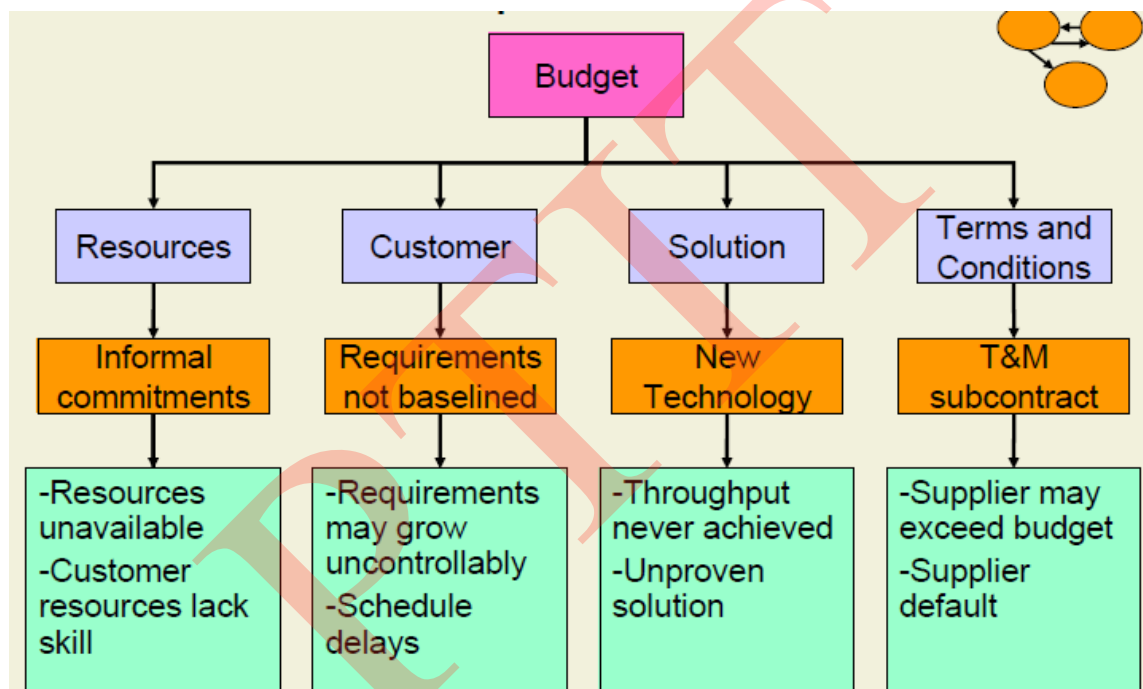 Budget
Resources
Customer
Solution
Terms and
Conditions
Informal
commitments
Requirements
not baselined
New
Technology
T&M
subcontract
-Resources
unavailable
-Customer
resources lack
skill
-Requirements
may grow
uncontrollably
-Schedule
delays
-Throughput
never achieved
-Unproven
solution
-Supplier may
exceed budget
-Supplier
default
PTIT